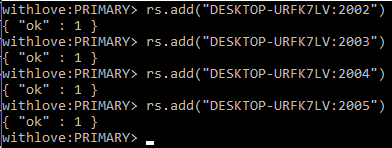 withlove:PRIMARY> rs.add("DESKTOP-URFK7LV:2002")
{ "ok" : 1 }
withlove:PRIMARY> rs.add("DESKTOP-URFK7LV:2003")
{ "ok" : 1 }
withlove:PRIMARY> rs.add("DESKTOP-URFK7LV:2004")
{ "ok" : 1 }
withlove:PRIMARY> rs.add("DESKTOP-URFK7LV:2005")
{ "ok" : 1 }
withlove:PRIMARY>